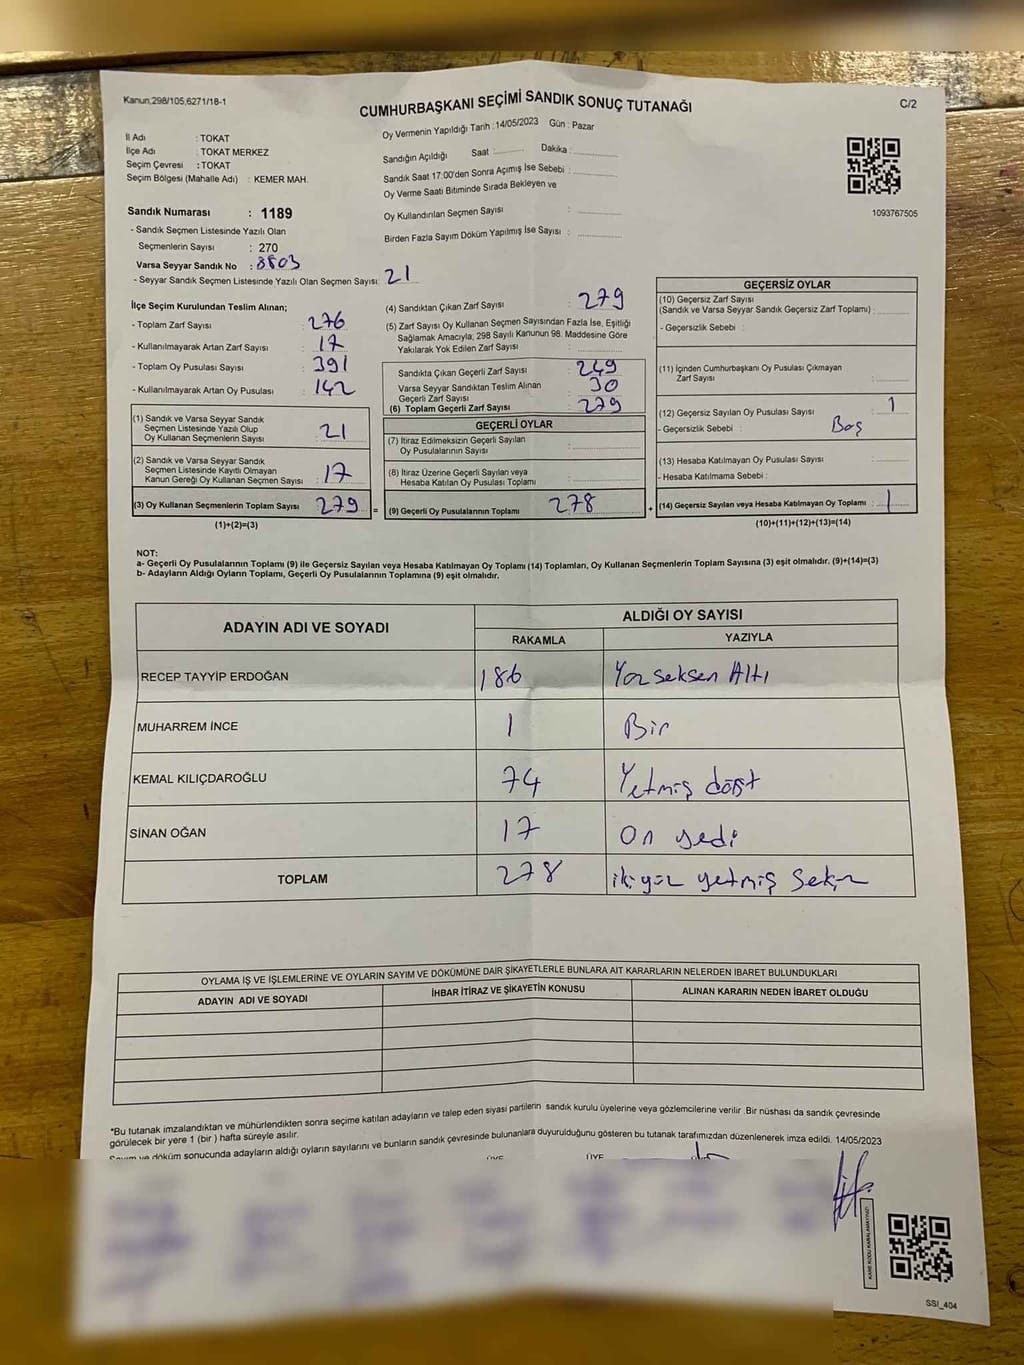 Kanun,298/105,6271/18-1
CUMHURBAŞKANI SEÇİMİ SANDIK SONUÇ TUTANAĞI
C/2
İl Adı : TOKAT
İlçe Adı : TOKAT MERKEZ
Seçim Çevresi : TOKAT
Seçim Bölgesi (Mahalle Adı) : KEMER MAH.
Oy Vermenin Yapıldığı Tarih : 14/05/2023 Gün : Pazar
Sandığın Açıldığı Saat : Dakika :
Sandık Saat 17:00'den Sonra Açımış İse Sebebi :
Oy Verme Saati Bitiminde Sırada Bekleyen ve
Oy Kullandırılan Seçmen Sayısı :
Birden Fazla Sayım Döküm Yapılmış İse Sayısı :
1093767505
Sandık Numarası : 1189
- Sandık Seçmen Listesinde Yazılı Olan
Seçmenlerin Sayısı : 270
Varsa Seyyar Sandık No : 8803
- Seyyar Sandık Seçmen Listesinde Yazılı Olan Seçmen Sayısı: 21
İlçe Seçim Kurulundan Teslim Alınan;
- Toplam Zarf Sayısı : 276
- Kullanılmayarak Artan Zarf Sayısı : 17
- Toplam Oy Pusulası Sayısı : 391
- Kullanılmayarak Artan Oy Pusulası : 142
(1) Sandık ve Varsa Seyyar Sandık
Seçmen Listesinde Yazılı Olup
Oy Kullanan Seçmenlerin Sayısı : 21
(2) Sandık ve Varsa Seyyar Sandık
Seçmen Listesinde Kayıtlı Olmayan
Kanun Gereği Oy Kullanan Seçmen Sayısı : 17
(3) Oy Kullanan Seçmenlerin Toplam Sayısı : 279 =
(1)+(2)=(3)
(4) Sandıktan Çıkan Zarf Sayısı : 279
(5) Zarf Sayısı Oy Kullanan Seçmen Sayısından Fazla İse, Eşitliği
Sağlamak Amacıyla; 298 Sayılı Kanunun 98. Maddesine Göre
Yakılarak Yok Edilen Zarf Sayısı :
Sandıkta Çıkan Geçerli Zarf Sayısı : 249
Varsa Seyyar Sandıktan Teslim Alınan
Geçerli Zarf Sayısı : 30
(6) Toplam Geçerli Zarf Sayısı : 279
GEÇERLİ OYLAR
(7) İtiraz Edilmeksizin Geçerli Sayılan
Oy Pusulalarının Sayısı :
(8) İtiraz Üzerine Geçerli Sayılan veya
Hesaba Katılan Oy Pusulası Toplamı :
(9) Geçerli Oy Pusulalarının Toplamı : 278 +
GEÇERSİZ OYLAR
(10) Geçersiz Zarf Sayısı
(Sandık ve Varsa Seyyar Sandık Geçersiz Zarf Toplamı) :
- Geçersizlik Sebebi :
(11) İçinden Cumhurbaşkanı Oy Pusulası Çıkmayan
Zarf Sayısı :
(12) Geçersiz Sayılan Oy Pusulası Sayısı : 1
- Geçersizlik Sebebi : Boş
(13) Hesaba Katılmayan Oy Pusulası Sayısı :
- Hesaba Katılmama Sebebi :
(14) Geçersiz Sayılan veya Hesaba Katılmayan Oy Toplamı : 1
(10)+(11)+(12)+(13)=(14)
NOT:
a- Geçerli Oy Pusulalarının Toplamı (9) ile Geçersiz Sayılan veya Hesaba Katılmayan Oy Toplamı (14) Toplamları, Oy Kullanan Seçmenlerin Toplam Sayısına (3) eşit olmalıdır. (9)+(14)=(3)
b- Adayların Aldığı Oyların Toplamı, Geçerli Oy Pusulalarının Toplamına (9) eşit olmalıdır.
ADAYIN ADI VE SOYADI
ALDIĞI OY SAYISI
RAKAMLA YAZIYLA
RECEP TAYYİP ERDOĞAN 186 Yüz seksen Altı
MUHARREM İNCE 1 Bir
KEMAL KILIÇDAROĞLU 74 Yetmiş dört
SİNAN OĞAN 17 On yedi
TOPLAM 278 iki yüz yetmiş sekiz
OYLAMA İŞ VE İŞLEMLERİNE VE OYLARIN SAYIM VE DÖKÜMÜNE DAİR ŞİKAYETLERLE BUNLARA AİT KARARLARIN NELERDEN İBARET BULUNDUKLARI
ADAYIN ADI VE SOYADI İHBAR İTİRAZ VE ŞİKAYETİN KONUSU ALINAN KARARIN NEDEN İBARET OLDUĞU
*Bu tutanak imzalandıktan ve mühürlendikten sonra seçime katılan adayların ve talep eden siyasi partilerin sandık kurulu üyelerine veya gözlemcilerine verilir .Bir nüshası da sandık çevresinde
görülecek bir yere 1 (bir ) hafta süreyle asılır.
Sayım ve döküm sonucunda adayların aldığı oyların sayılarını ve bunların sandık çevresinde bulunanlara duyurulduğunu gösteren bu tutanak tarafımızdan düzenlenerek imza edildi. 14/05/2023
ÜYE ÜYE
KARE KODU KARALAMAYINIZ!
SSİ_404